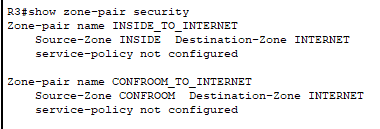 R3#show zone-pair security
Zone-pair name INSIDE_TO_INTERNET
    Source-Zone INSIDE  Destination-Zone INTERNET
    service-policy not configured

Zone-pair name CONFROOM_TO_INTERNET
    Source-Zone CONFROOM  Destination-Zone INTERNET
    service-policy not configured